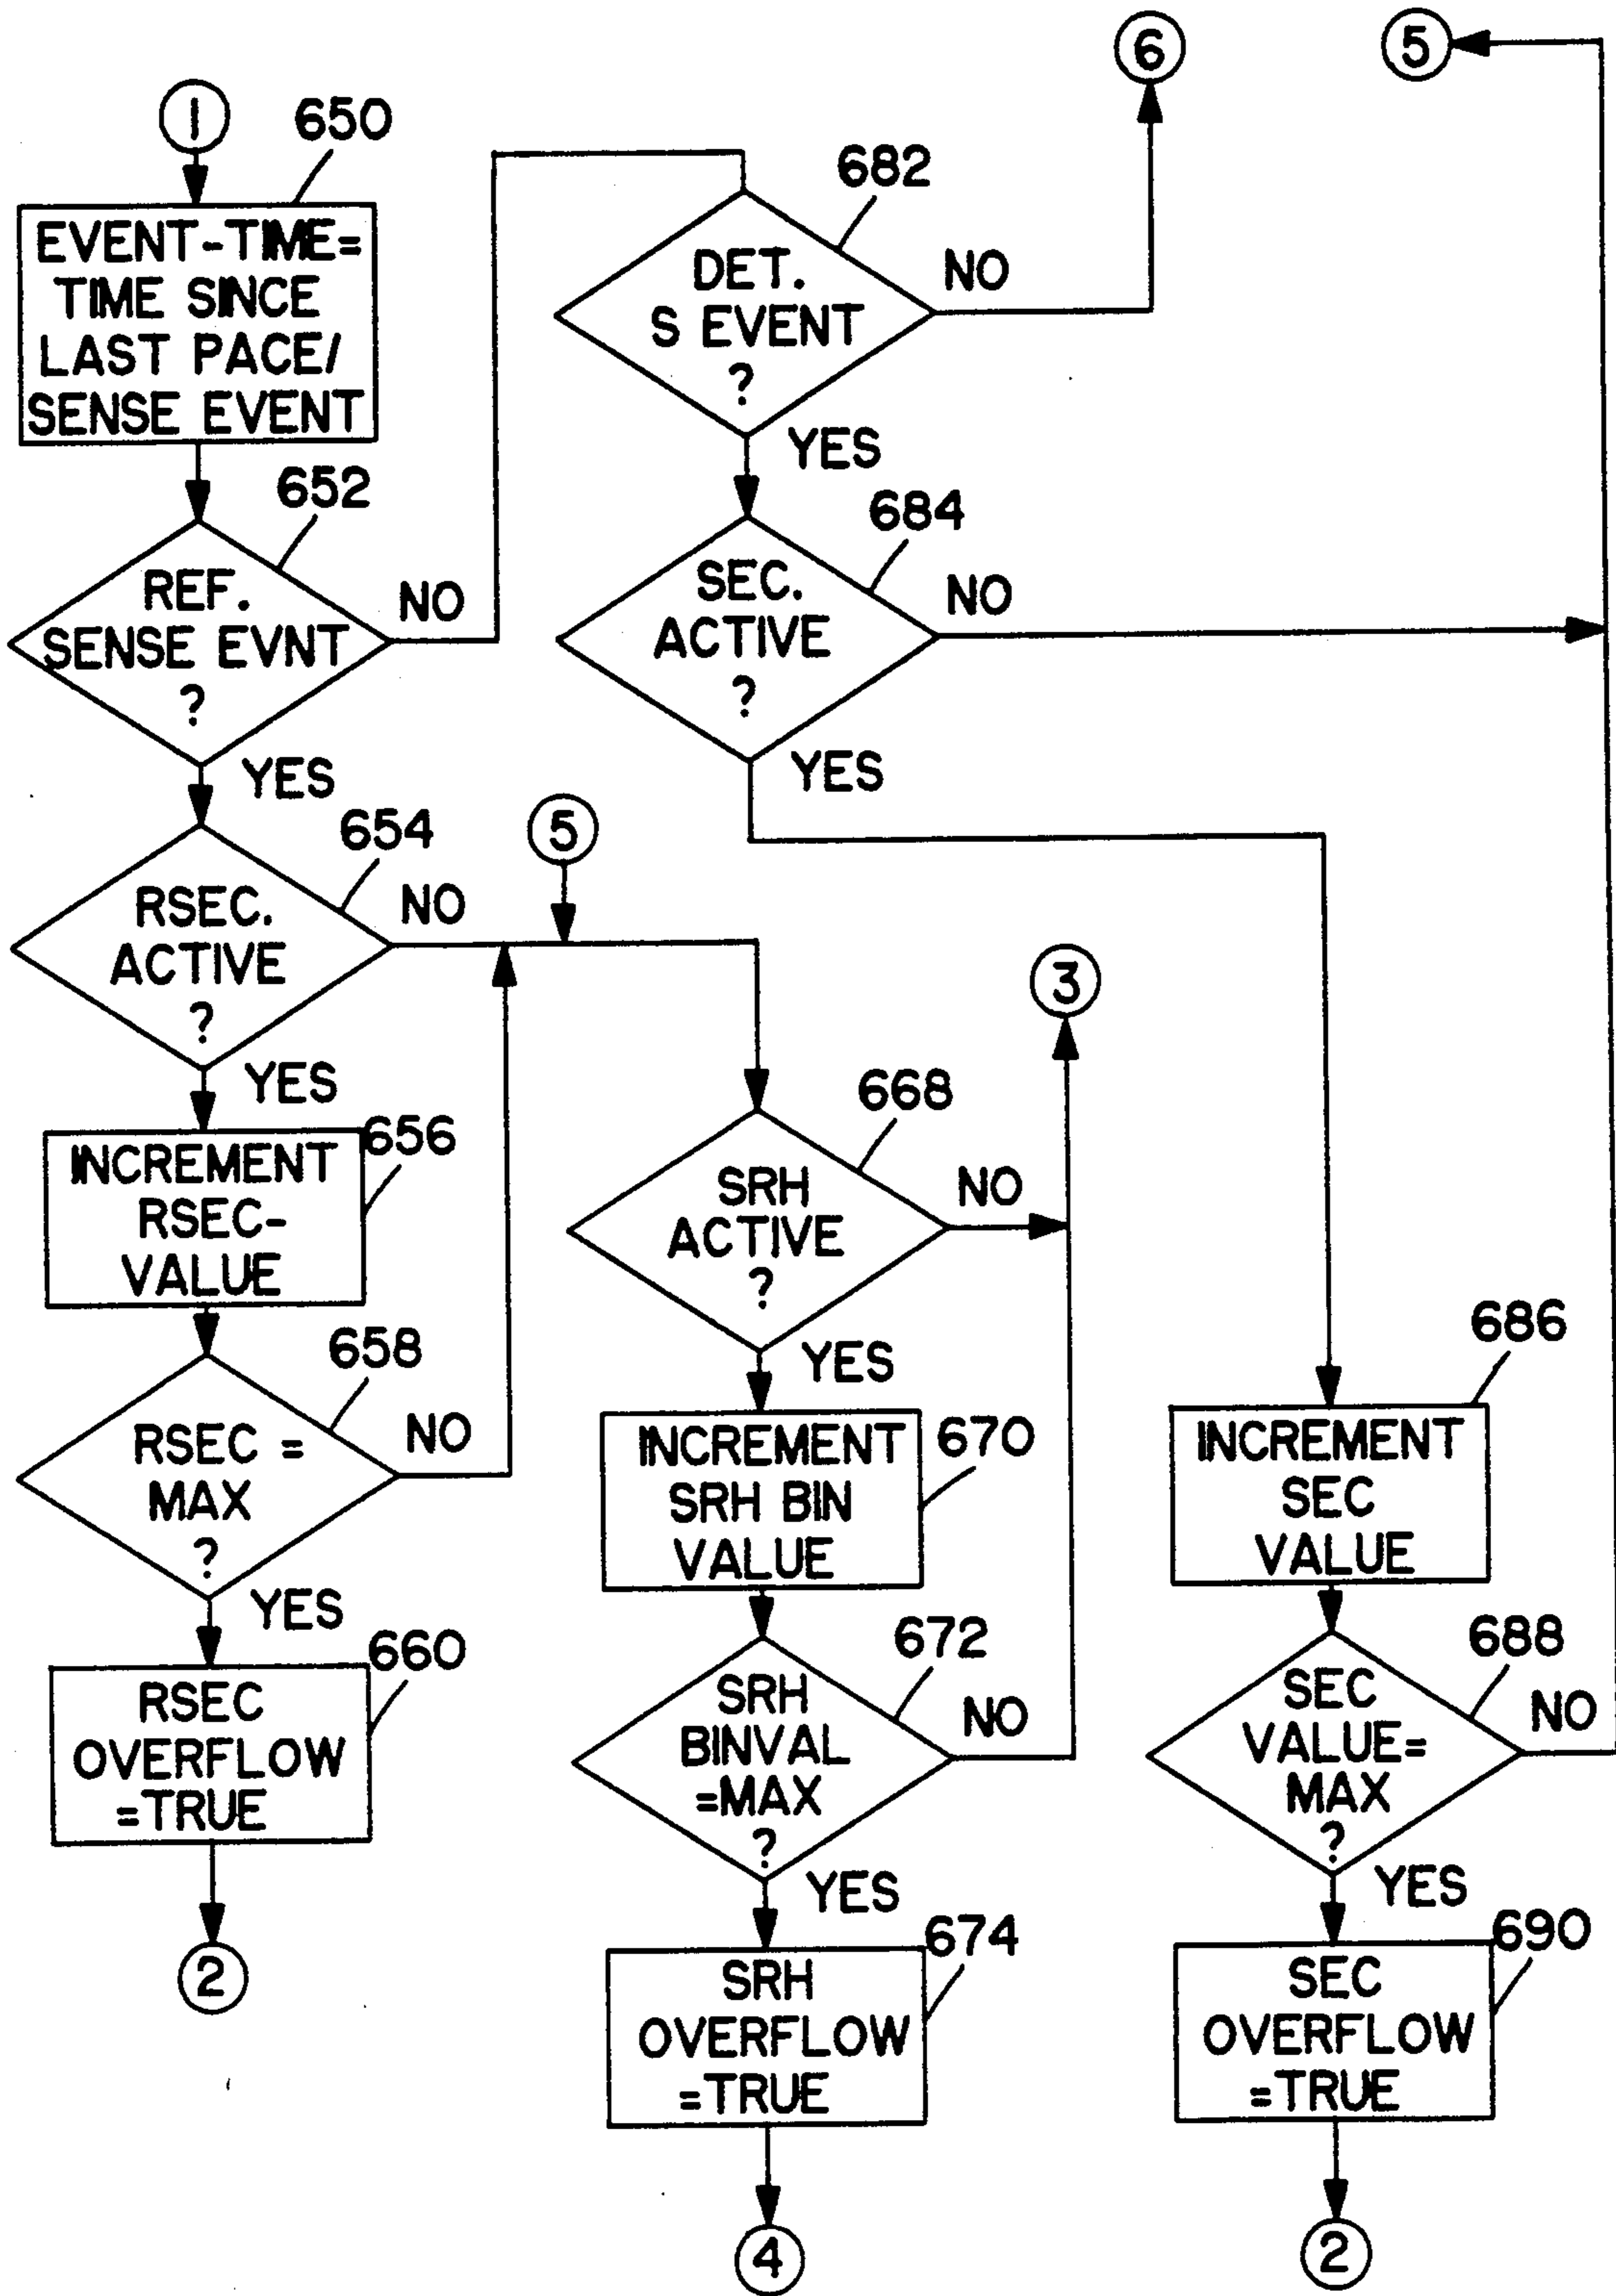 1
650
EVENT-TIME=
TIME SINCE
LAST PACE/
SENSE EVENT
652
REF.
SENSE EVNT
?
NO
YES
654
RSEC.
ACTIVE
?
NO
YES
656
INCREMENT
RSEC-
VALUE
658
RSEC =
MAX
?
NO
YES
660
RSEC
OVERFLOW
=TRUE
2
6
682
DET.
S EVENT
?
NO
YES
684
SEC.
ACTIVE
?
NO
YES
5
5
3
668
SRH
ACTIVE
?
NO
YES
670
INCREMENT
SRH BIN
VALUE
672
SRH
BINVAL
=MAX
?
NO
YES
674
SRH
OVERFLOW
=TRUE
4
686
INCREMENT
SEC
VALUE
688
SEC
VALUE=
MAX
?
NO
YES
690
SEC
OVERFLOW
=TRUE
2